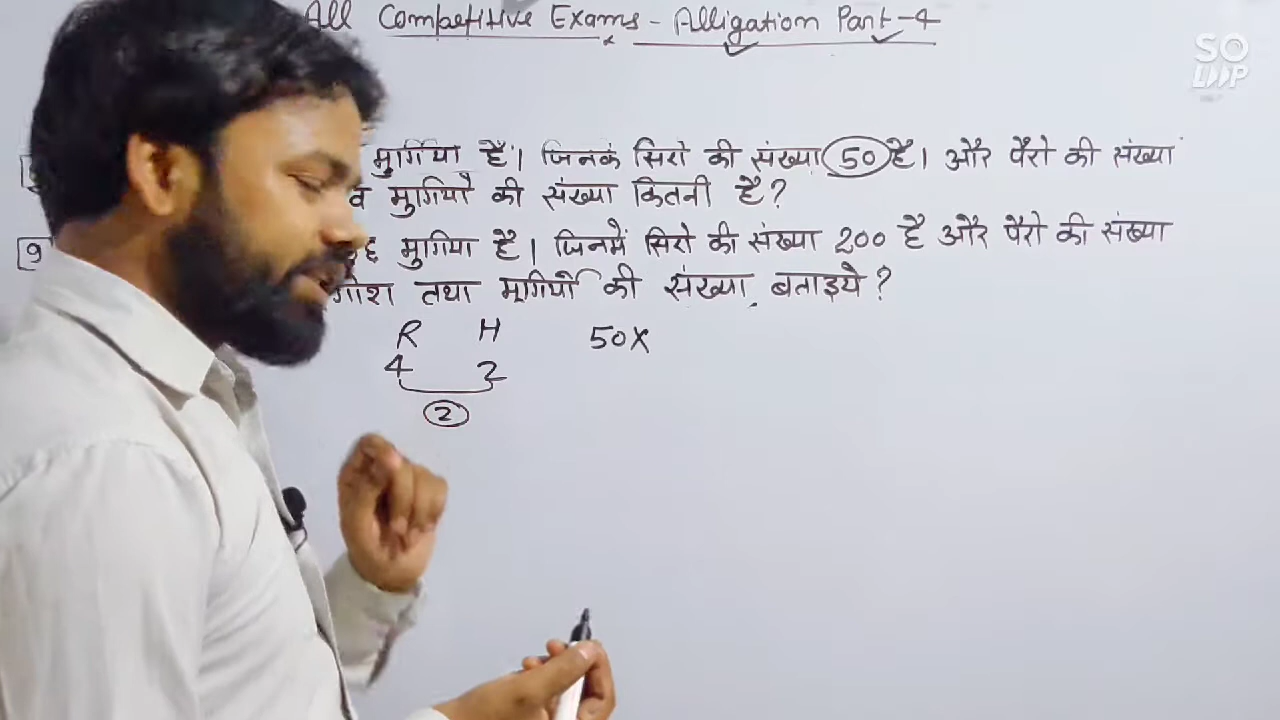 All Competitive Exams - Alligation Part-4
SO
LOOP
मुर्गियां हैं। जिनके सिरो की संख्या 50 है। और पैरो की संख्या
व मुर्गियों की संख्या कितनी है?
9 मुर्गियां है। जिनमें सिरो की संख्या 200 है और पैरो की संख्या
तथा मुर्गियों की संख्या बताइये?
R H 50x
4 2
2